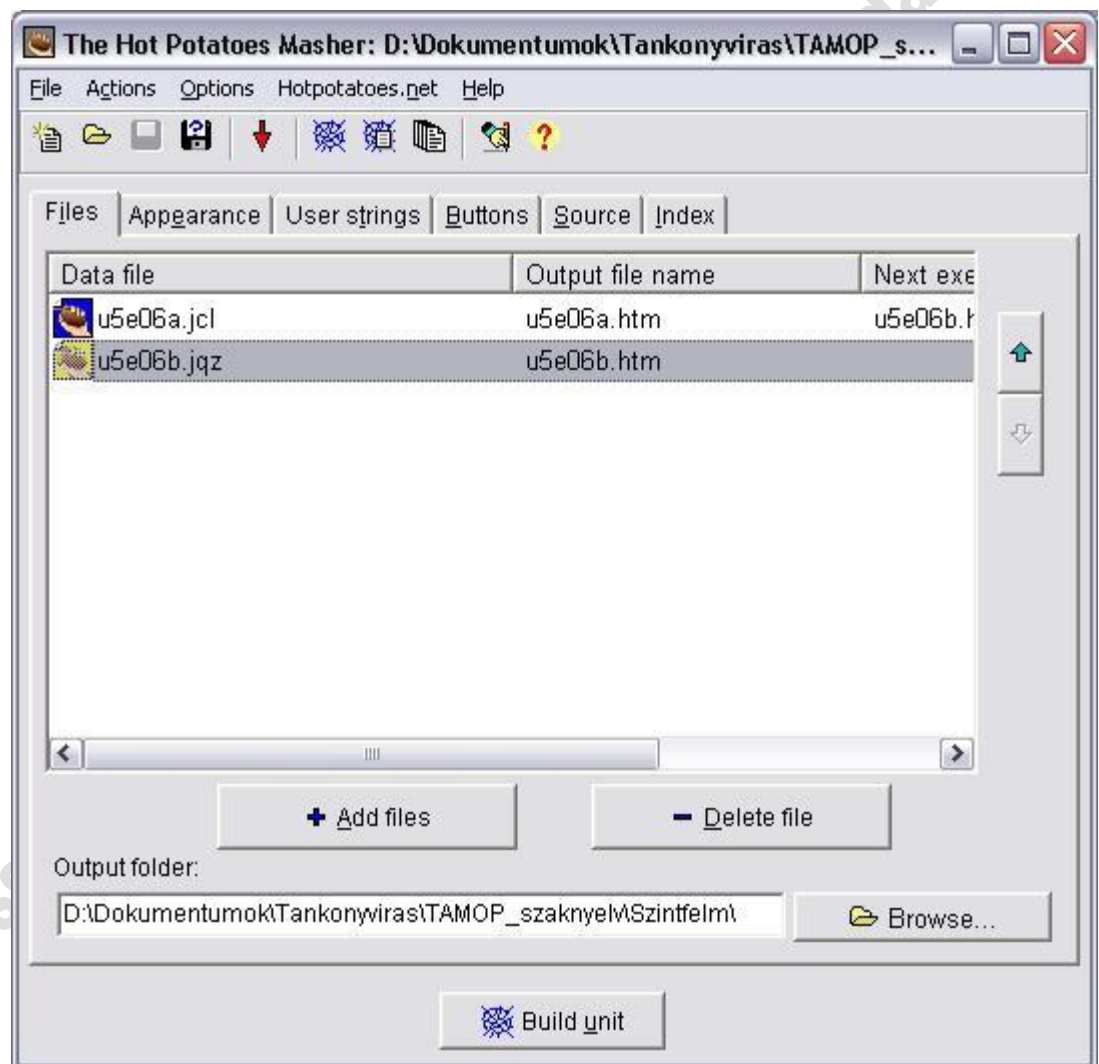 The Hot Potatoes Masher: D:\Dokumentumok\Tankonyviras\TAMOP_s...
File Actions Options Hotpotatoes.net Help
Files Appearance User strings Buttons Source Index
Data file Output file name Next exe
u5e06a.jcl u5e06a.htm u5e06b.h
u5e06b.jqz u5e06b.htm
+ Add files - Delete file
Output folder:
D:\Dokumentumok\Tankonyviras\TAMOP_szaknyelv\Szintfelm\ Browse...
Build unit